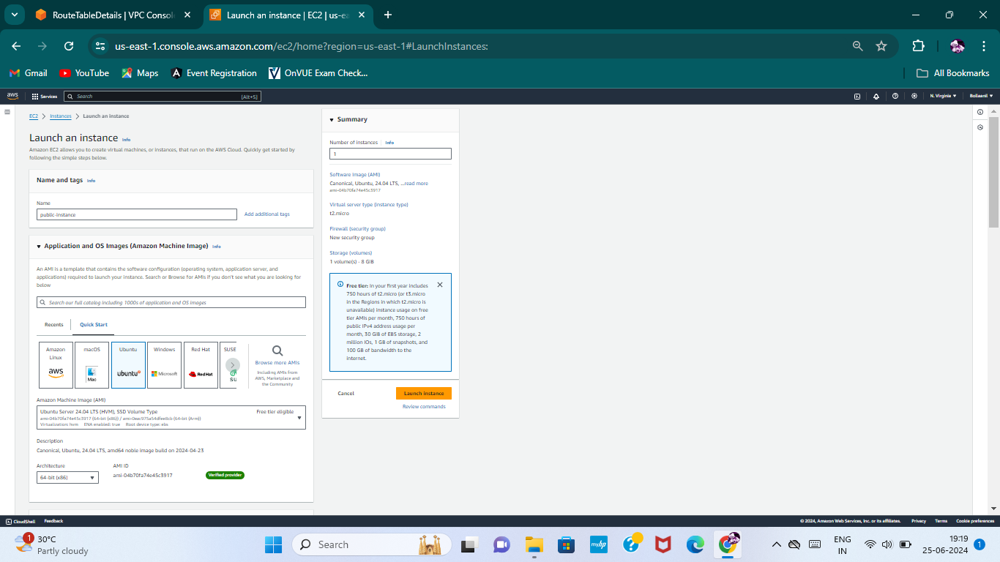 RouteTableDetails | VPC Consol
Launch an instance | EC2 | us-ea
us-east-1.console.aws.amazon.com/ec2/home?region=us-east-1#LaunchInstances:
Gmail
YouTube
Maps
Event Registration
OnVUE Exam Check...
All Bookmarks
aws
Services
Search
[Alt+S]
N. Virginia
Bollaanil
EC2
Instances
Launch an instance
Launch an instance Info
Amazon EC2 allows you to create virtual machines, or instances, that run on the AWS Cloud. Quickly get started by
following the simple steps below.
Name and tags Info
Name
public-instance
Add additional tags
Application and OS Images (Amazon Machine Image) Info
An AMI is a template that contains the software configuration (operating system, application server, and
applications) required to launch your instance. Search or Browse for AMIs if you don't see what you are looking for
below
Search our full catalog including 1000s of application and OS images
Recents
Quick Start
Amazon
Linux
aws
macOS
Mac
Ubuntu
ubuntu
Windows
Microsoft
Red Hat
Red Hat
SUSE
SU
Browse more AMIs
Including AMIs from
AWS, Marketplace and
the Community
Amazon Machine Image (AMI)
Ubuntu Server 24.04 LTS (HVM), SSD Volume Type
Free tier eligible
ami-04b70fa74e45c3917 (64-bit (x86)) / ami-0eac975a54dfee8cb (64-bit (Arm))
Virtualization: hvm ENA enabled: true Root device type: ebs
Description
Canonical, Ubuntu, 24.04 LTS, amd64 noble image build on 2024-04-23
Architecture
64-bit (x86)
AMI ID
ami-04b70fa74e45c3917
Verified provider
Summary
Number of instances Info
1
Software Image (AMI)
Canonical, Ubuntu, 24.04 LTS, ...read more
ami-04b70fa74e45c3917
Virtual server type (instance type)
t2.micro
Firewall (security group)
New security group
Storage (volumes)
1 volume(s) - 8 GiB
Free tier: In your first year includes
750 hours of t2.micro (or t3.micro
in the Regions in which t2.micro is
unavailable) instance usage on free
tier AMIs per month, 750 hours of
public IPv4 address usage per
month, 30 GiB of EBS storage, 2
million IOs, 1 GB of snapshots, and
100 GB of bandwidth to the
internet.
Cancel
Launch instance
Review commands
CloudShell
Feedback
© 2024, Amazon Web Services, Inc. or its affiliates.
Privacy
Terms
Cookie preferences
1
30°C
Partly cloudy
Search
myhp
ENG
IN
19:19
25-06-2024
1